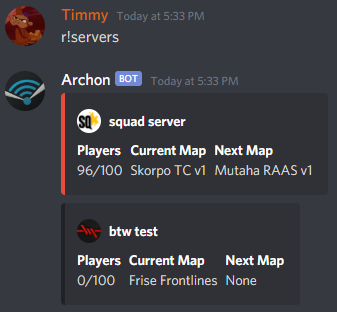 Timmy Today at 5:33 PM
r!servers
Archon BOT Today at 5:33 PM
SQ squad server
Players Current Map Next Map
96/100 Skorpo TC v1 Mutaha RAAS v1
btw test
Players Current Map Next Map
0/100 Frise Frontlines None